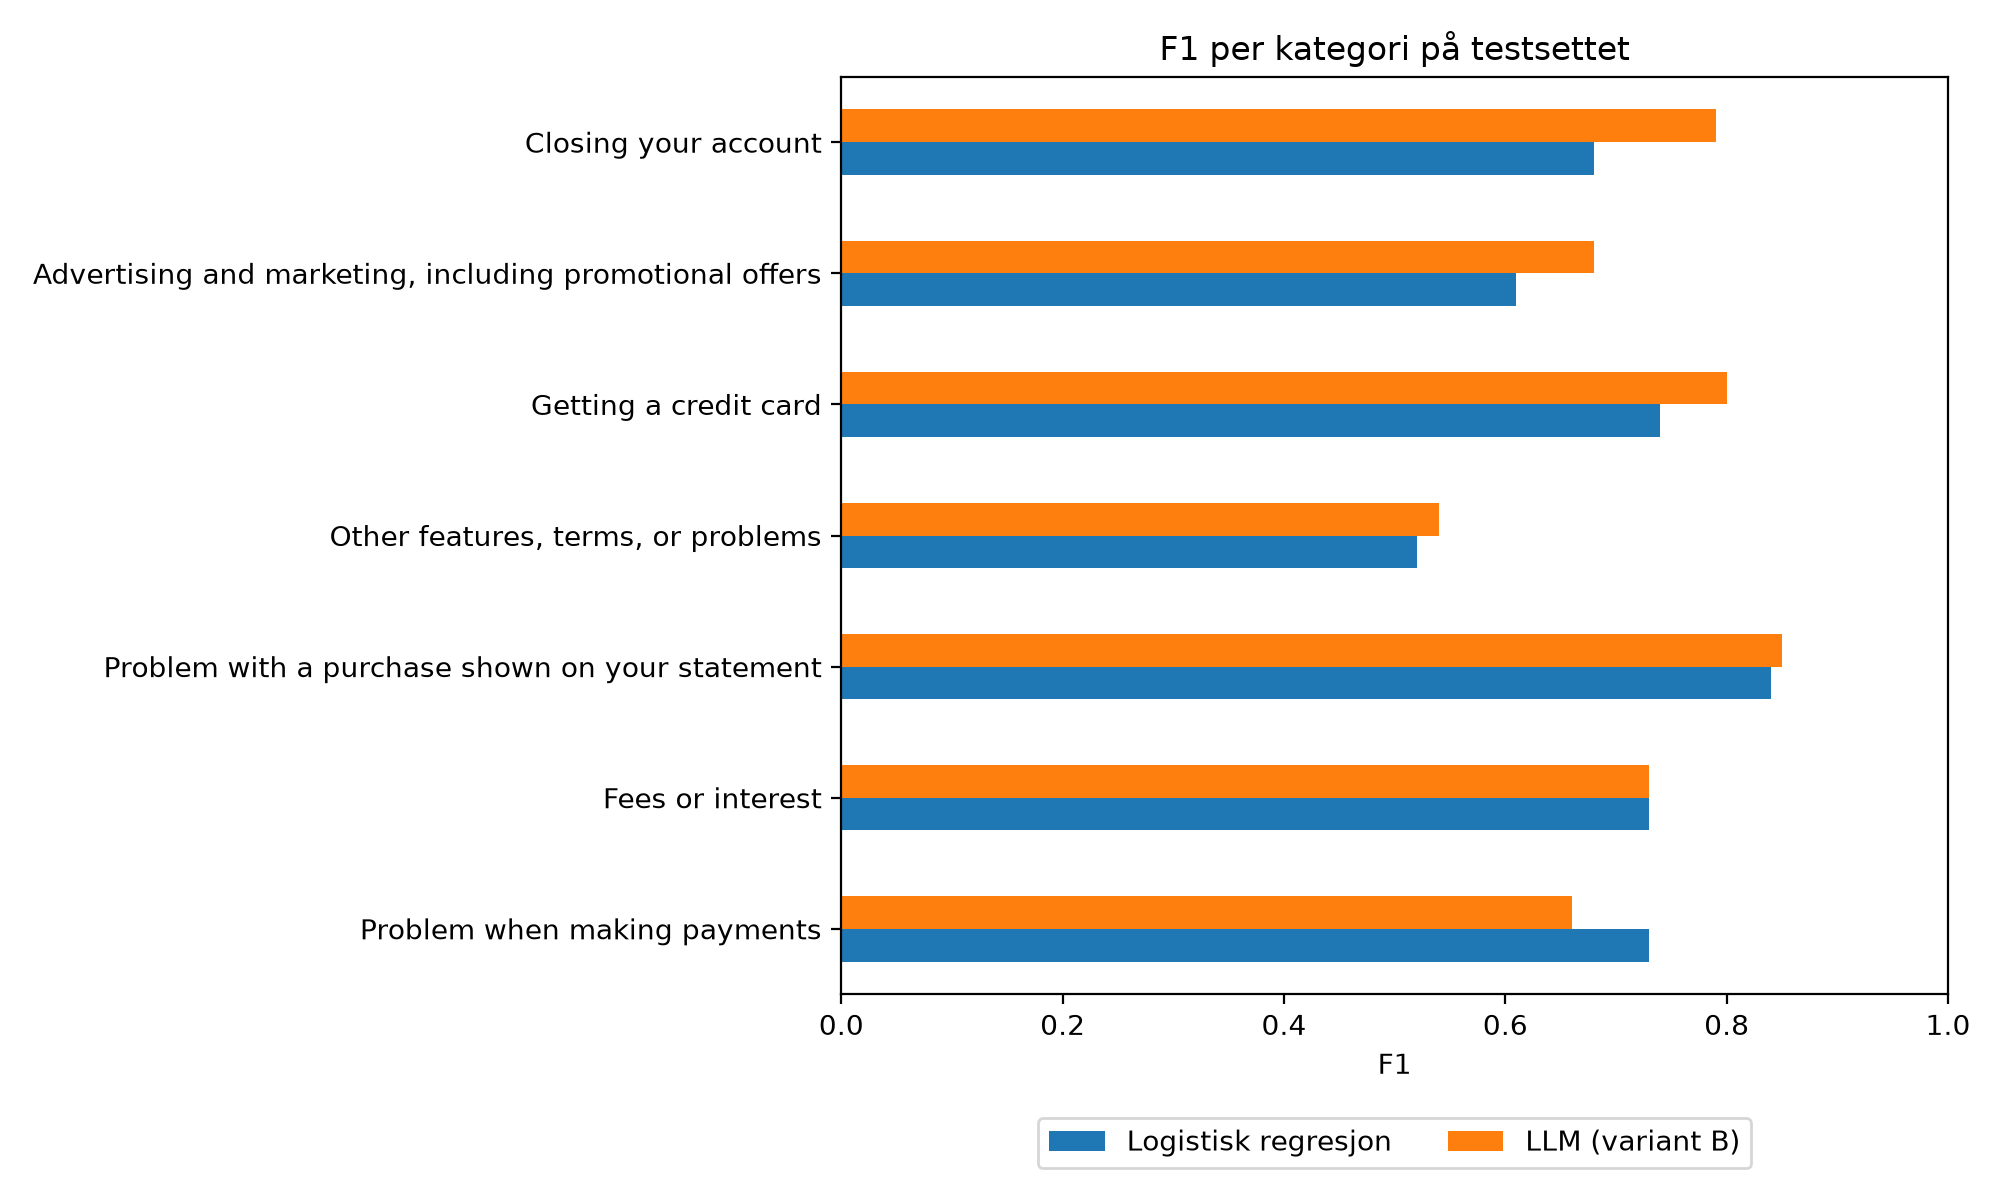 F1 per kategori på testsettet
Closing your account
Advertising and marketing, including promotional offers
Getting a credit card
Other features, terms, or problems
Problem with a purchase shown on your statement
Fees or interest
Problem when making payments
0.0 0.2 0.4 0.6 0.8 1.0
F1
Logistisk regresjon LLM (variant B)